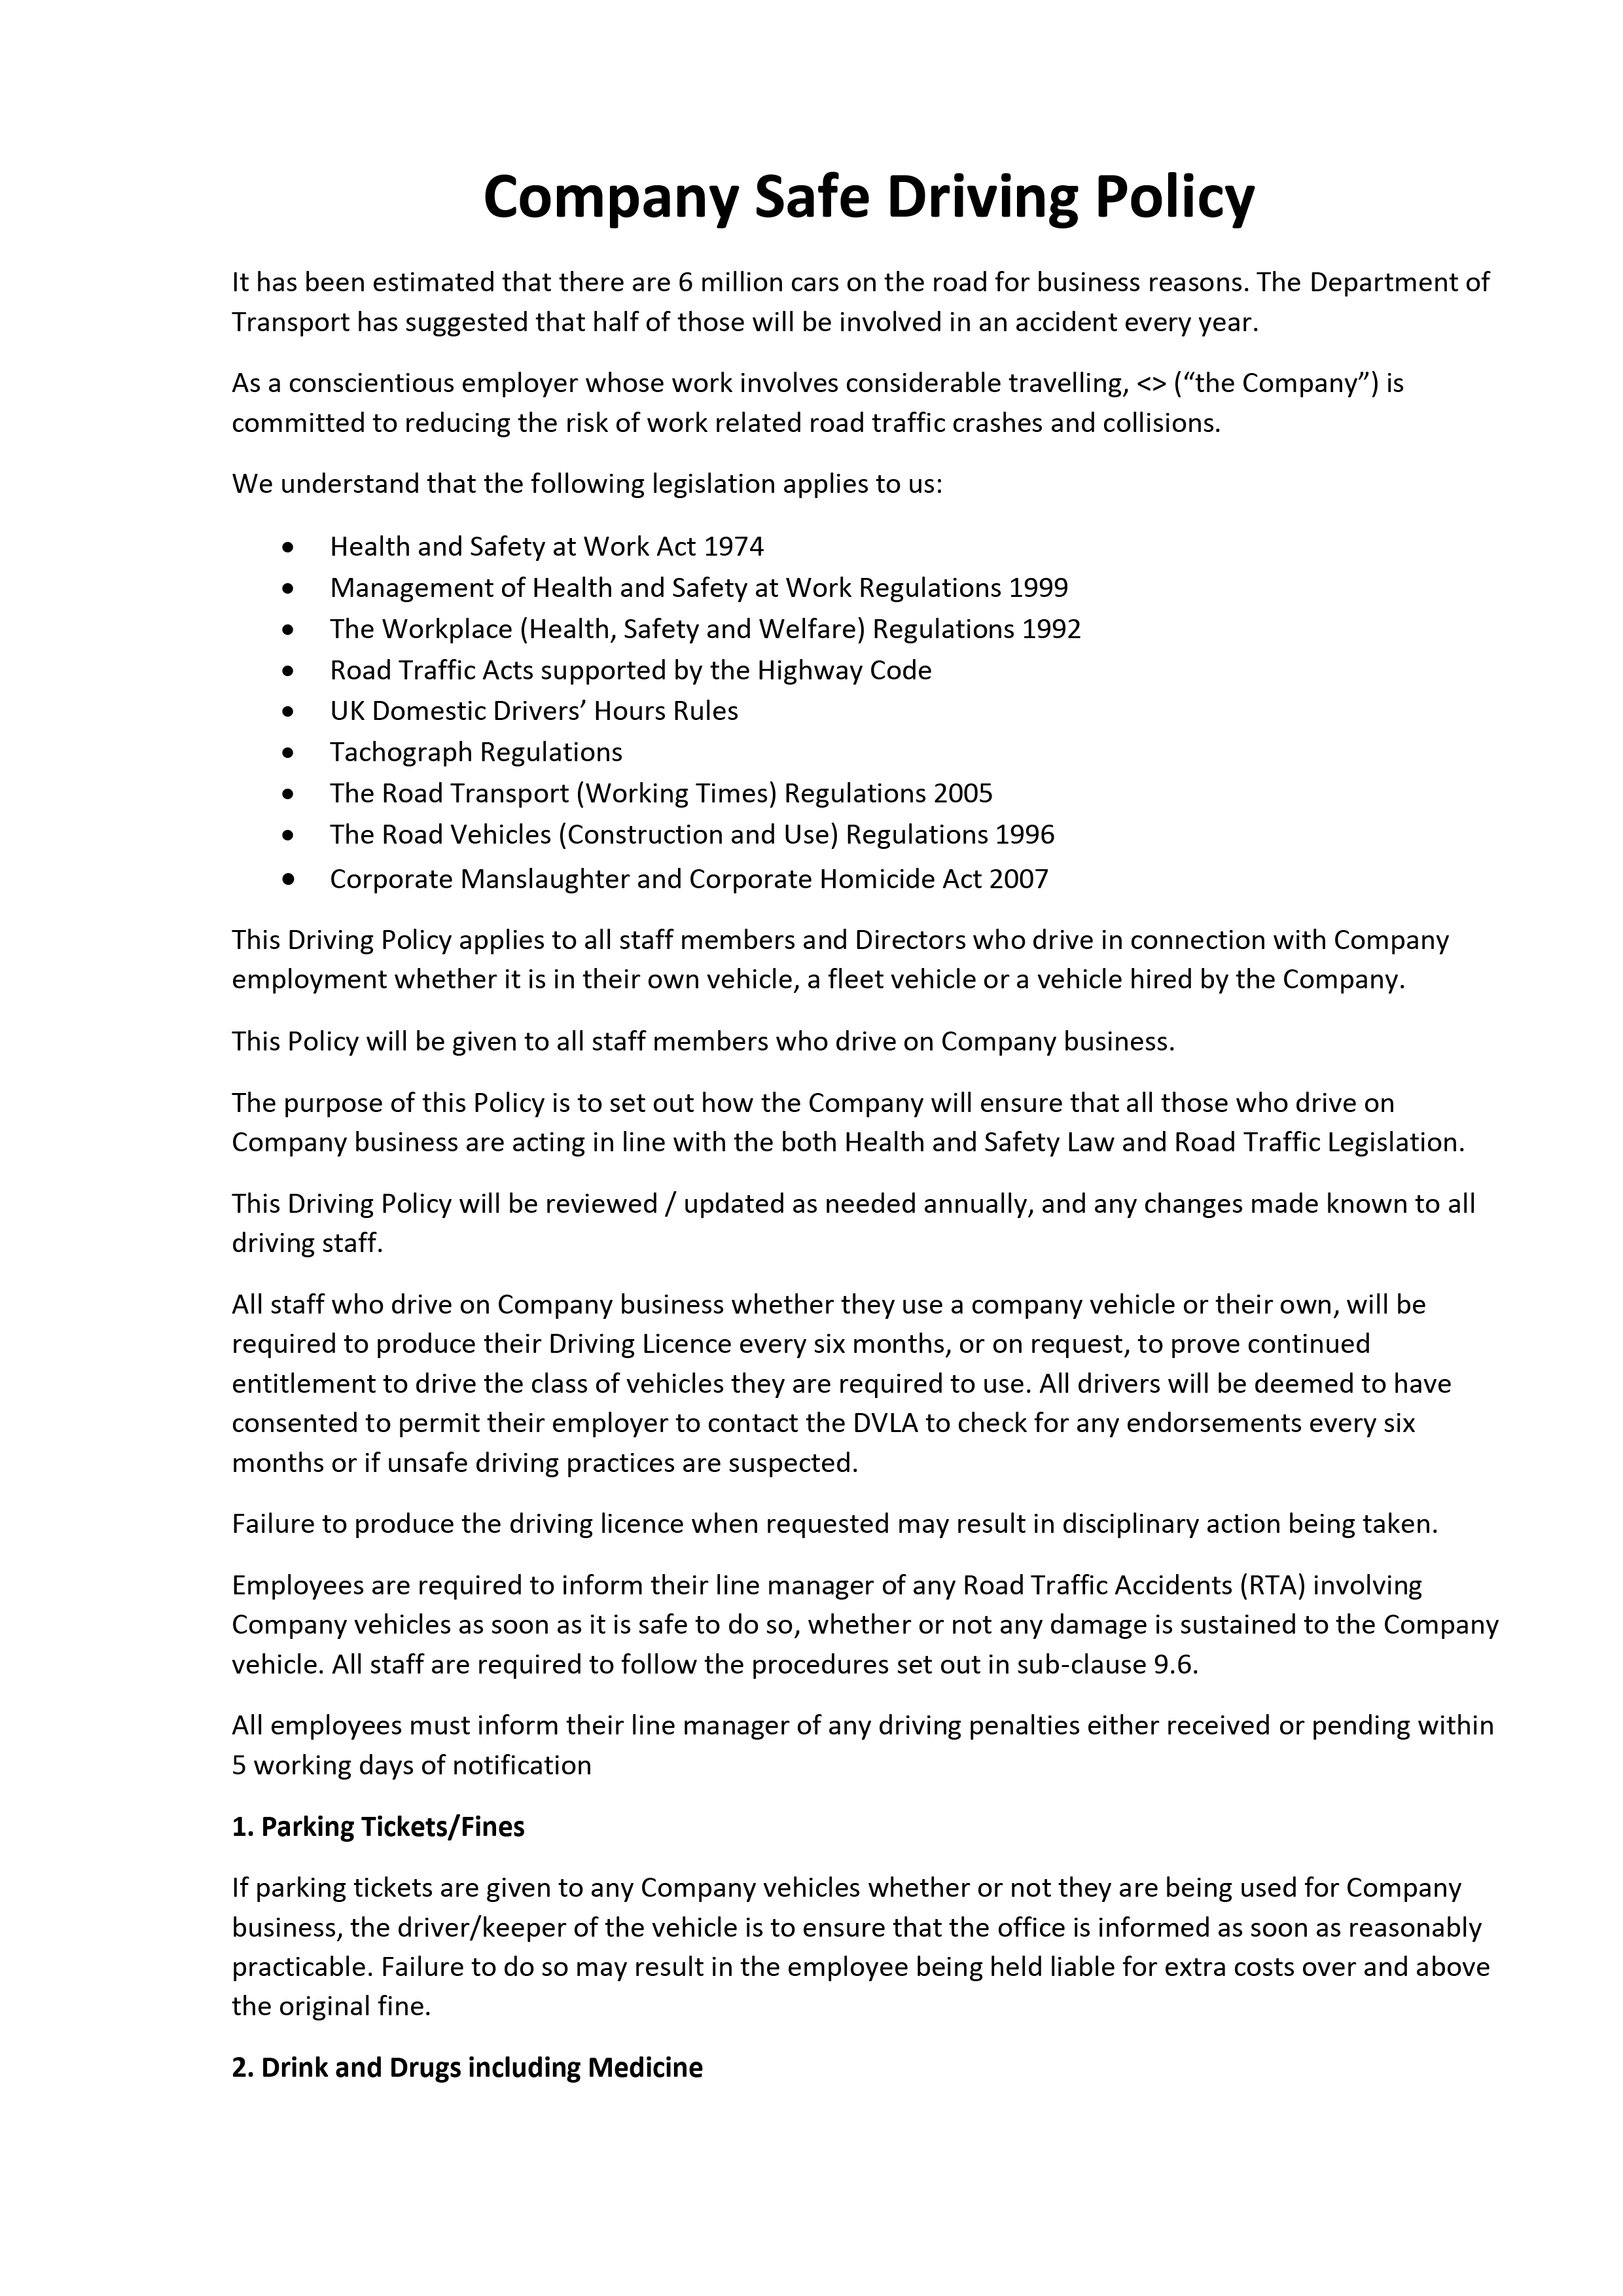 Company Safe Driving Policy
It has been estimated that there are 6 million cars on the road for business reasons. The Department of
Transport has suggested that half of those will be involved in an accident every year.
As a conscientious employer whose work involves considerable travelling, <> (“the Company”) is
committed to reducing the risk of work related road traffic crashes and collisions.
We understand that the following legislation applies to us:
• Health and Safety at Work Act 1974
• Management of Health and Safety at Work Regulations 1999
• The Workplace (Health, Safety and Welfare) Regulations 1992
• Road Traffic Acts supported by the Highway Code
• UK Domestic Drivers’ Hours Rules
• Tachograph Regulations
• The Road Transport (Working Times) Regulations 2005
• The Road Vehicles (Construction and Use) Regulations 1996
• Corporate Manslaughter and Corporate Homicide Act 2007
This Driving Policy applies to all staff members and Directors who drive in connection with Company
employment whether it is in their own vehicle, a fleet vehicle or a vehicle hired by the Company.
This Policy will be given to all staff members who drive on Company business.
The purpose of this Policy is to set out how the Company will ensure that all those who drive on
Company business are acting in line with the both Health and Safety Law and Road Traffic Legislation.
This Driving Policy will be reviewed / updated as needed annually, and any changes made known to all
driving staff.
All staff who drive on Company business whether they use a company vehicle or their own, will be
required to produce their Driving Licence every six months, or on request, to prove continued
entitlement to drive the class of vehicles they are required to use. All drivers will be deemed to have
consented to permit their employer to contact the DVLA to check for any endorsements every six
months or if unsafe driving practices are suspected.
Failure to produce the driving licence when requested may result in disciplinary action being taken.
Employees are required to inform their line manager of any Road Traffic Accidents (RTA) involving
Company vehicles as soon as it is safe to do so, whether or not any damage is sustained to the Company
vehicle. All staff are required to follow the procedures set out in sub-clause 9.6.
All employees must inform their line manager of any driving penalties either received or pending within
5 working days of notification
1. Parking Tickets/Fines
If parking tickets are given to any Company vehicles whether or not they are being used for Company
business, the driver/keeper of the vehicle is to ensure that the office is informed as soon as reasonably
practicable. Failure to do so may result in the employee being held liable for extra costs over and above
the original fine.
2. Drink and Drugs including Medicine